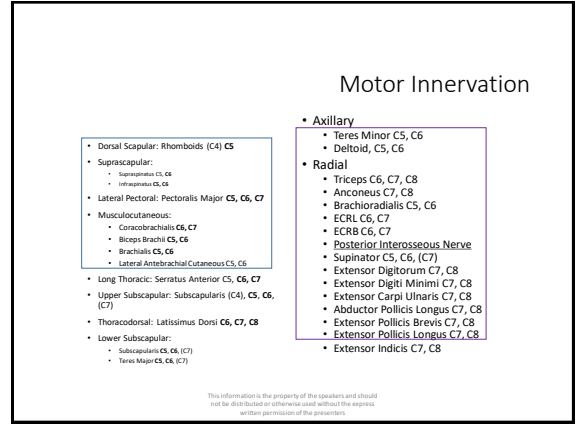 Motor Innervation
• Dorsal Scapular: Rhomboids (C4) C5
• Suprascapular:
• Supraspinatus C5, C6
• Infraspinatus C5, C6
• Lateral Pectoral: Pectoralis Major C5, C6, C7
• Musculocutaneous:
• Coracobrachialis C6, C7
• Biceps Brachii C5, C6
• Brachialis C5, C6
• Lateral Antebrachial Cutaneous C5, C6
• Long Thoracic: Serratus Anterior C5, C6, C7
• Upper Subscapular: Subscapularis (C4), C5, C6,
(C7)
• Thoracodorsal: Latissimus Dorsi C6, C7, C8
• Lower Subscapular:
• Subscapularis C5, C6, (C7)
• Teres Major C5, C6, (C7)
• Axillary
• Teres Minor C5, C6
• Deltoid, C5, C6
• Radial
• Triceps C6, C7, C8
• Anconeus C7, C8
• Brachioradialis C5, C6
• ECRL C6, C7
• ECRB C6, C7
• Posterior Interosseous Nerve
• Supinator C5, C6, (C7)
• Extensor Digitorum C7, C8
• Extensor Digiti Minimi C7, C8
• Extensor Carpi Ulnaris C7, C8
• Abductor Pollicis Longus C7, C8
• Extensor Pollicis Brevis C7, C8
• Extensor Pollicis Longus C7, C8
• Extensor Indicis C7, C8
This information is the property of the speakers and should
not be distributed or otherwise used without the express
written permission of the presenters